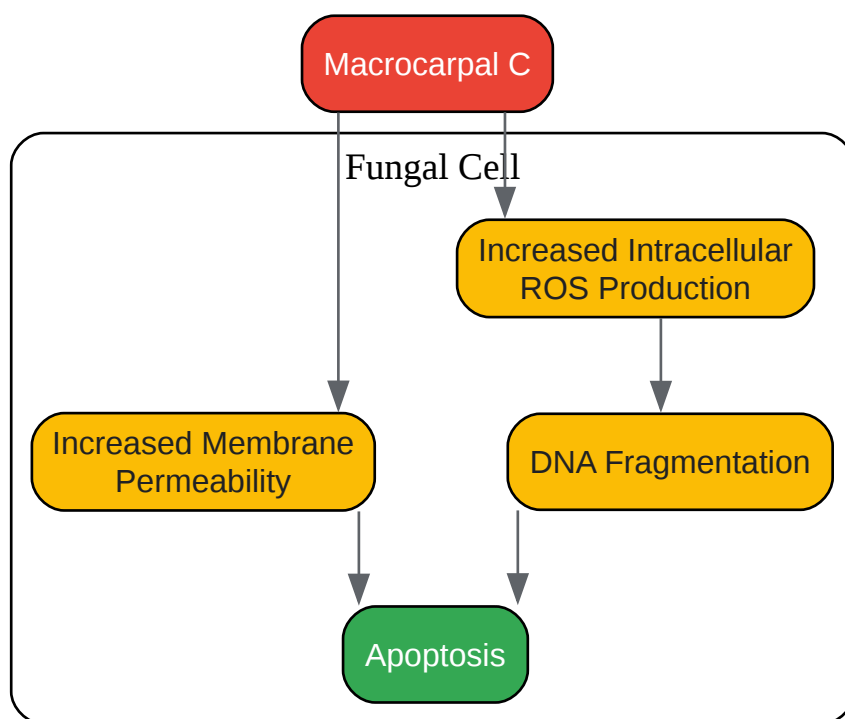 Macrocarpal C
Fungal Cell
Increased Intracellular
ROS Production
Increased Membrane
Permeability
DNA Fragmentation
Apoptosis